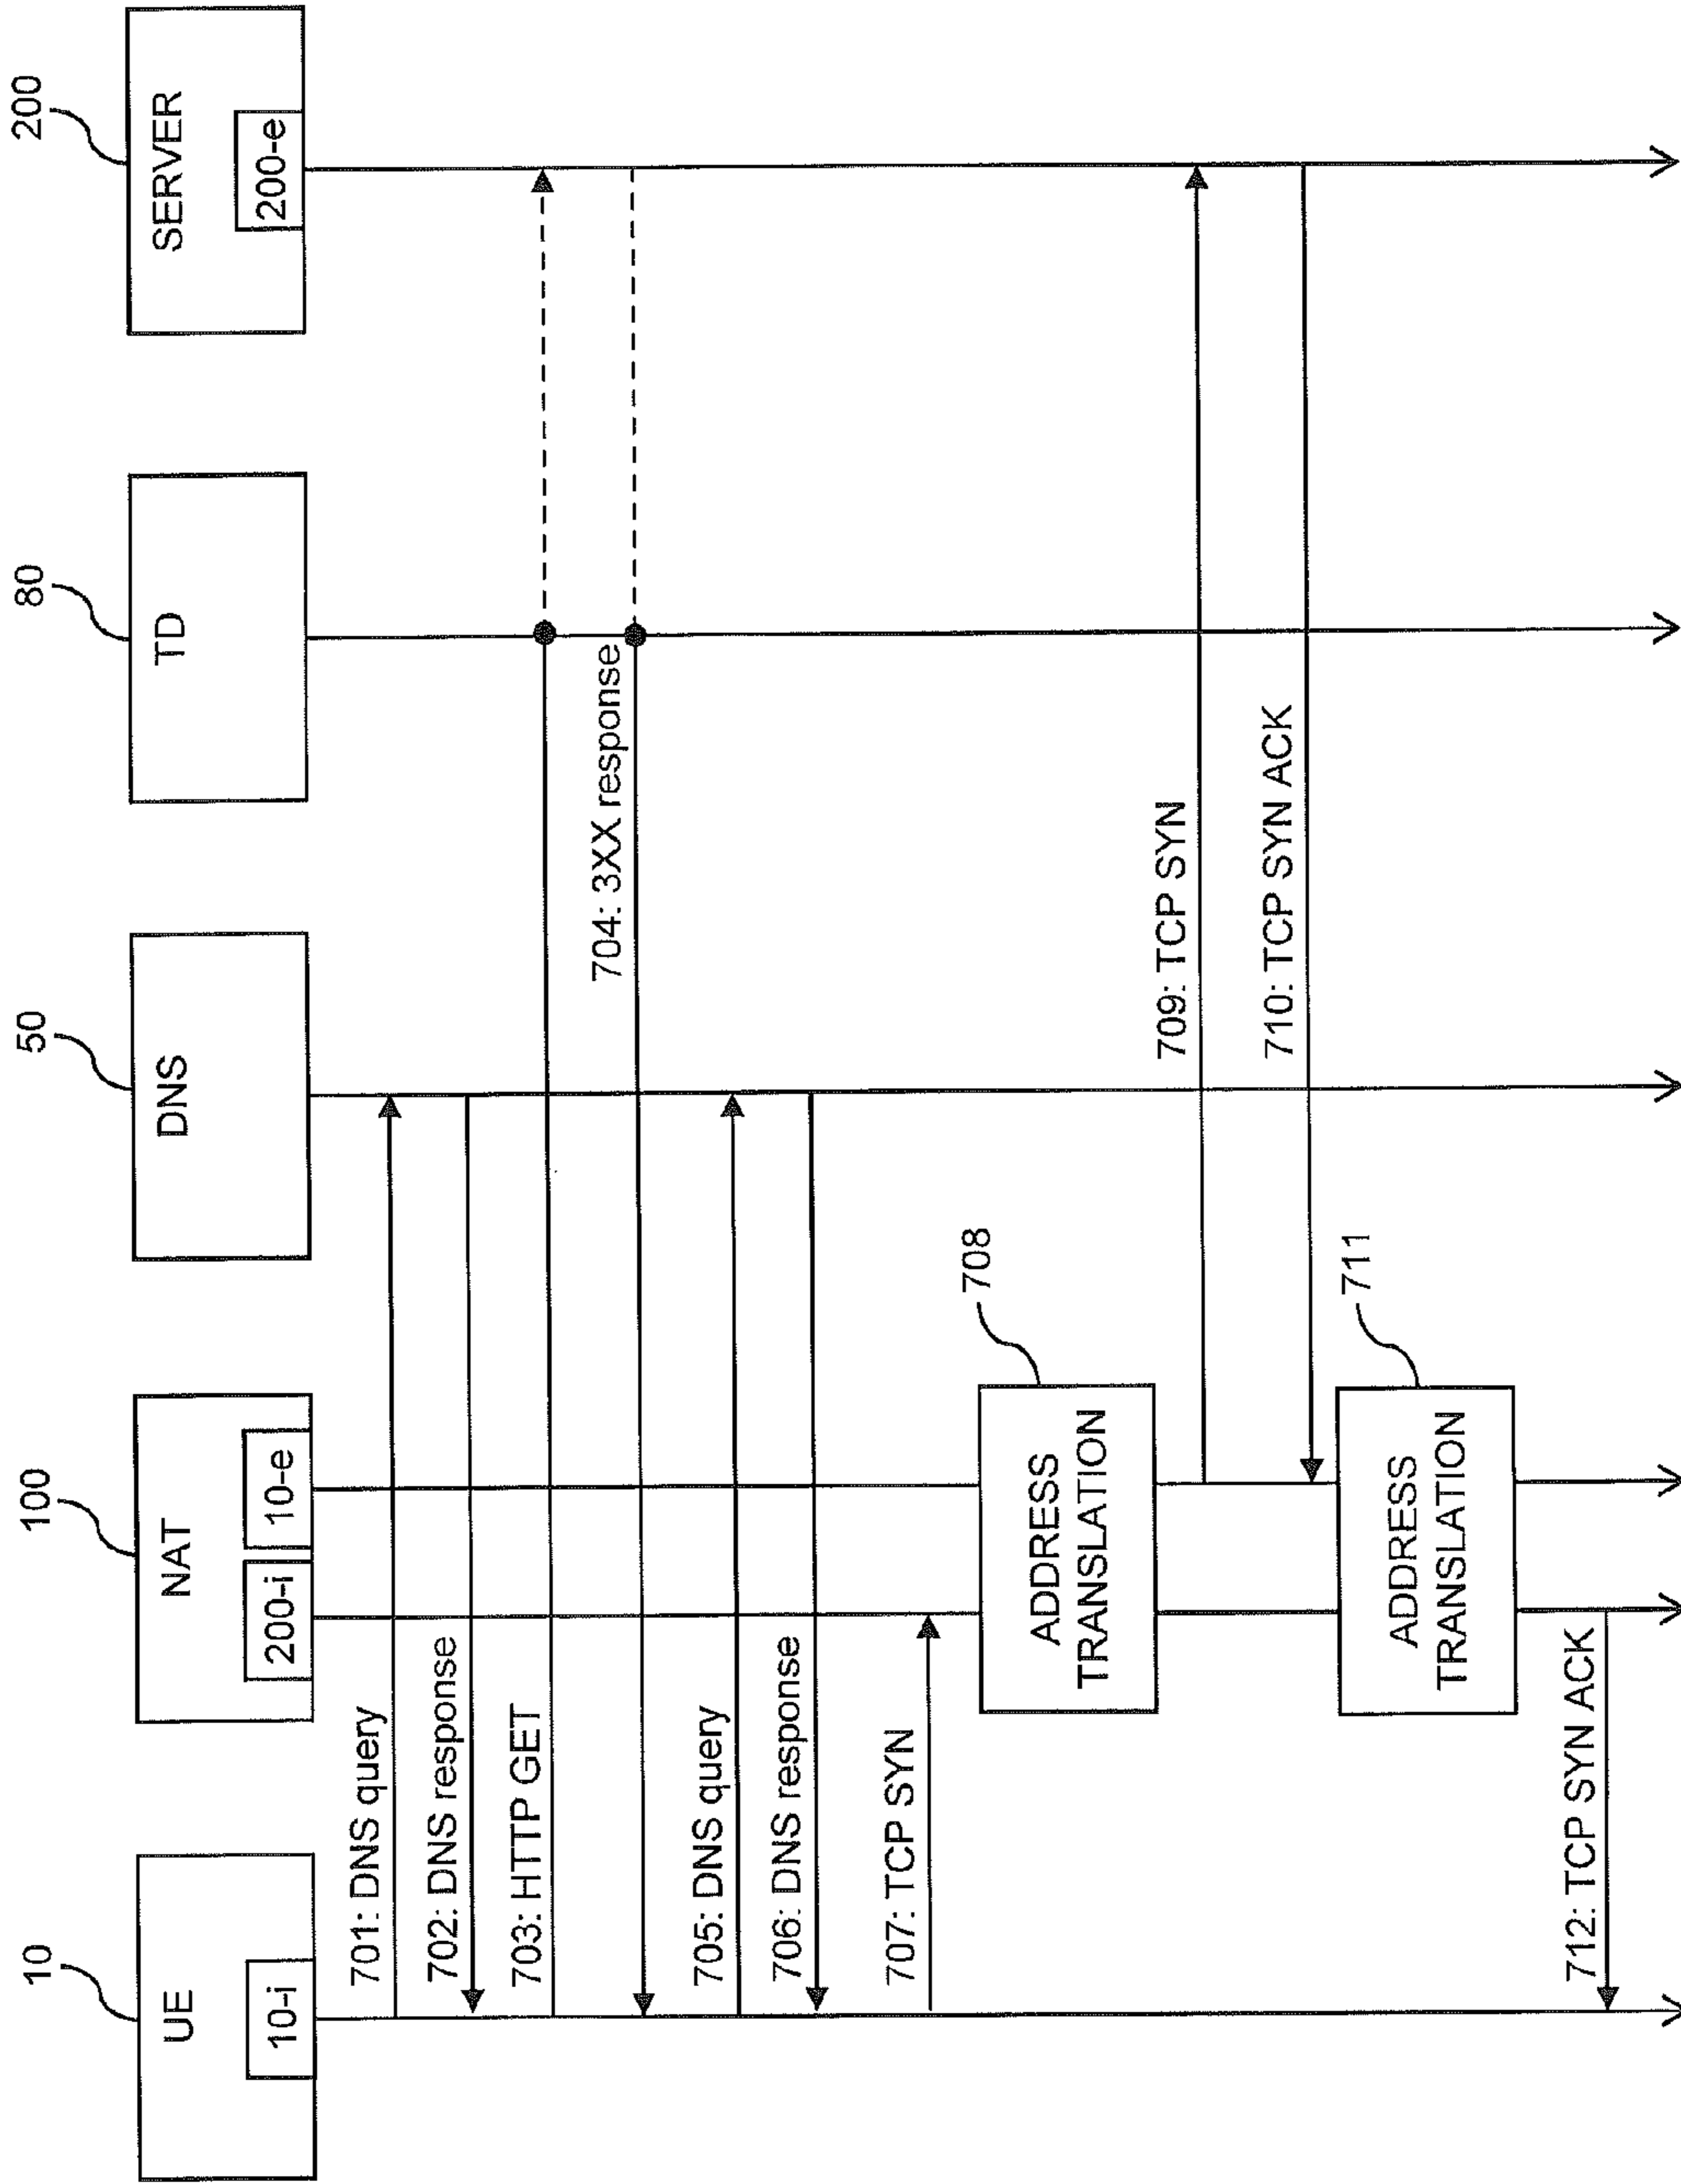 10
100
50
80
200
UE
NAT
DNS
TD
SERVER
10-i
200-i
10-e
200-e
701: DNS query
702: DNS response
703: HTTP GET
704: 3XX response
705: DNS query
706: DNS response
707: TCP SYN
708
ADDRESS
TRANSLATION
709: TCP SYN
710: TCP SYN ACK
711
ADDRESS
TRANSLATION
712: TCP SYN ACK